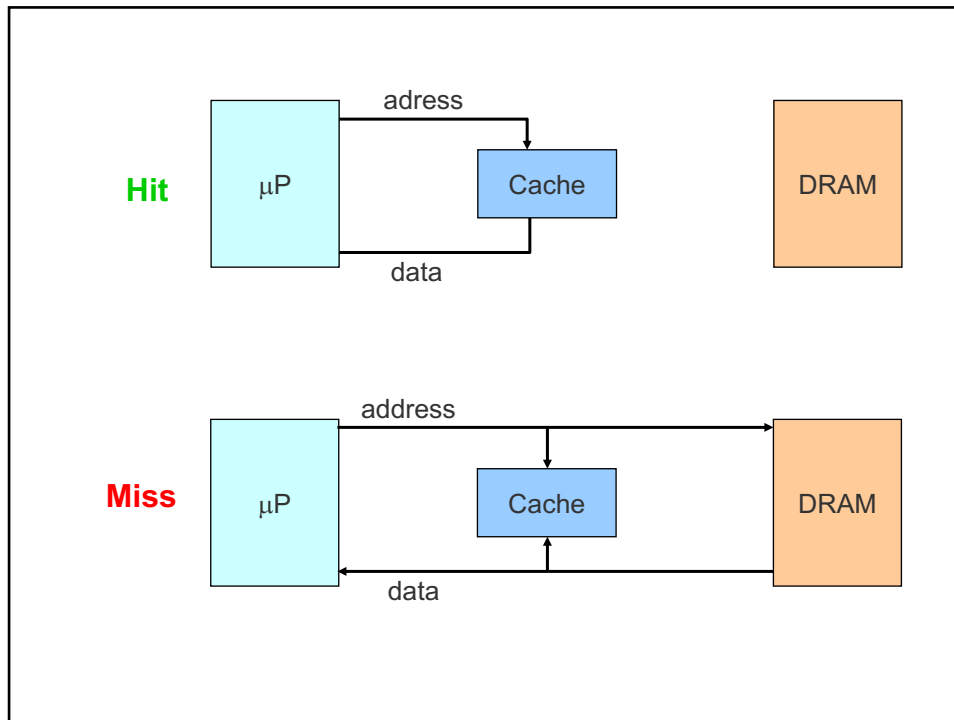 adress
Hit
μP
Cache
DRAM
data
address
Miss
μP
Cache
DRAM
data